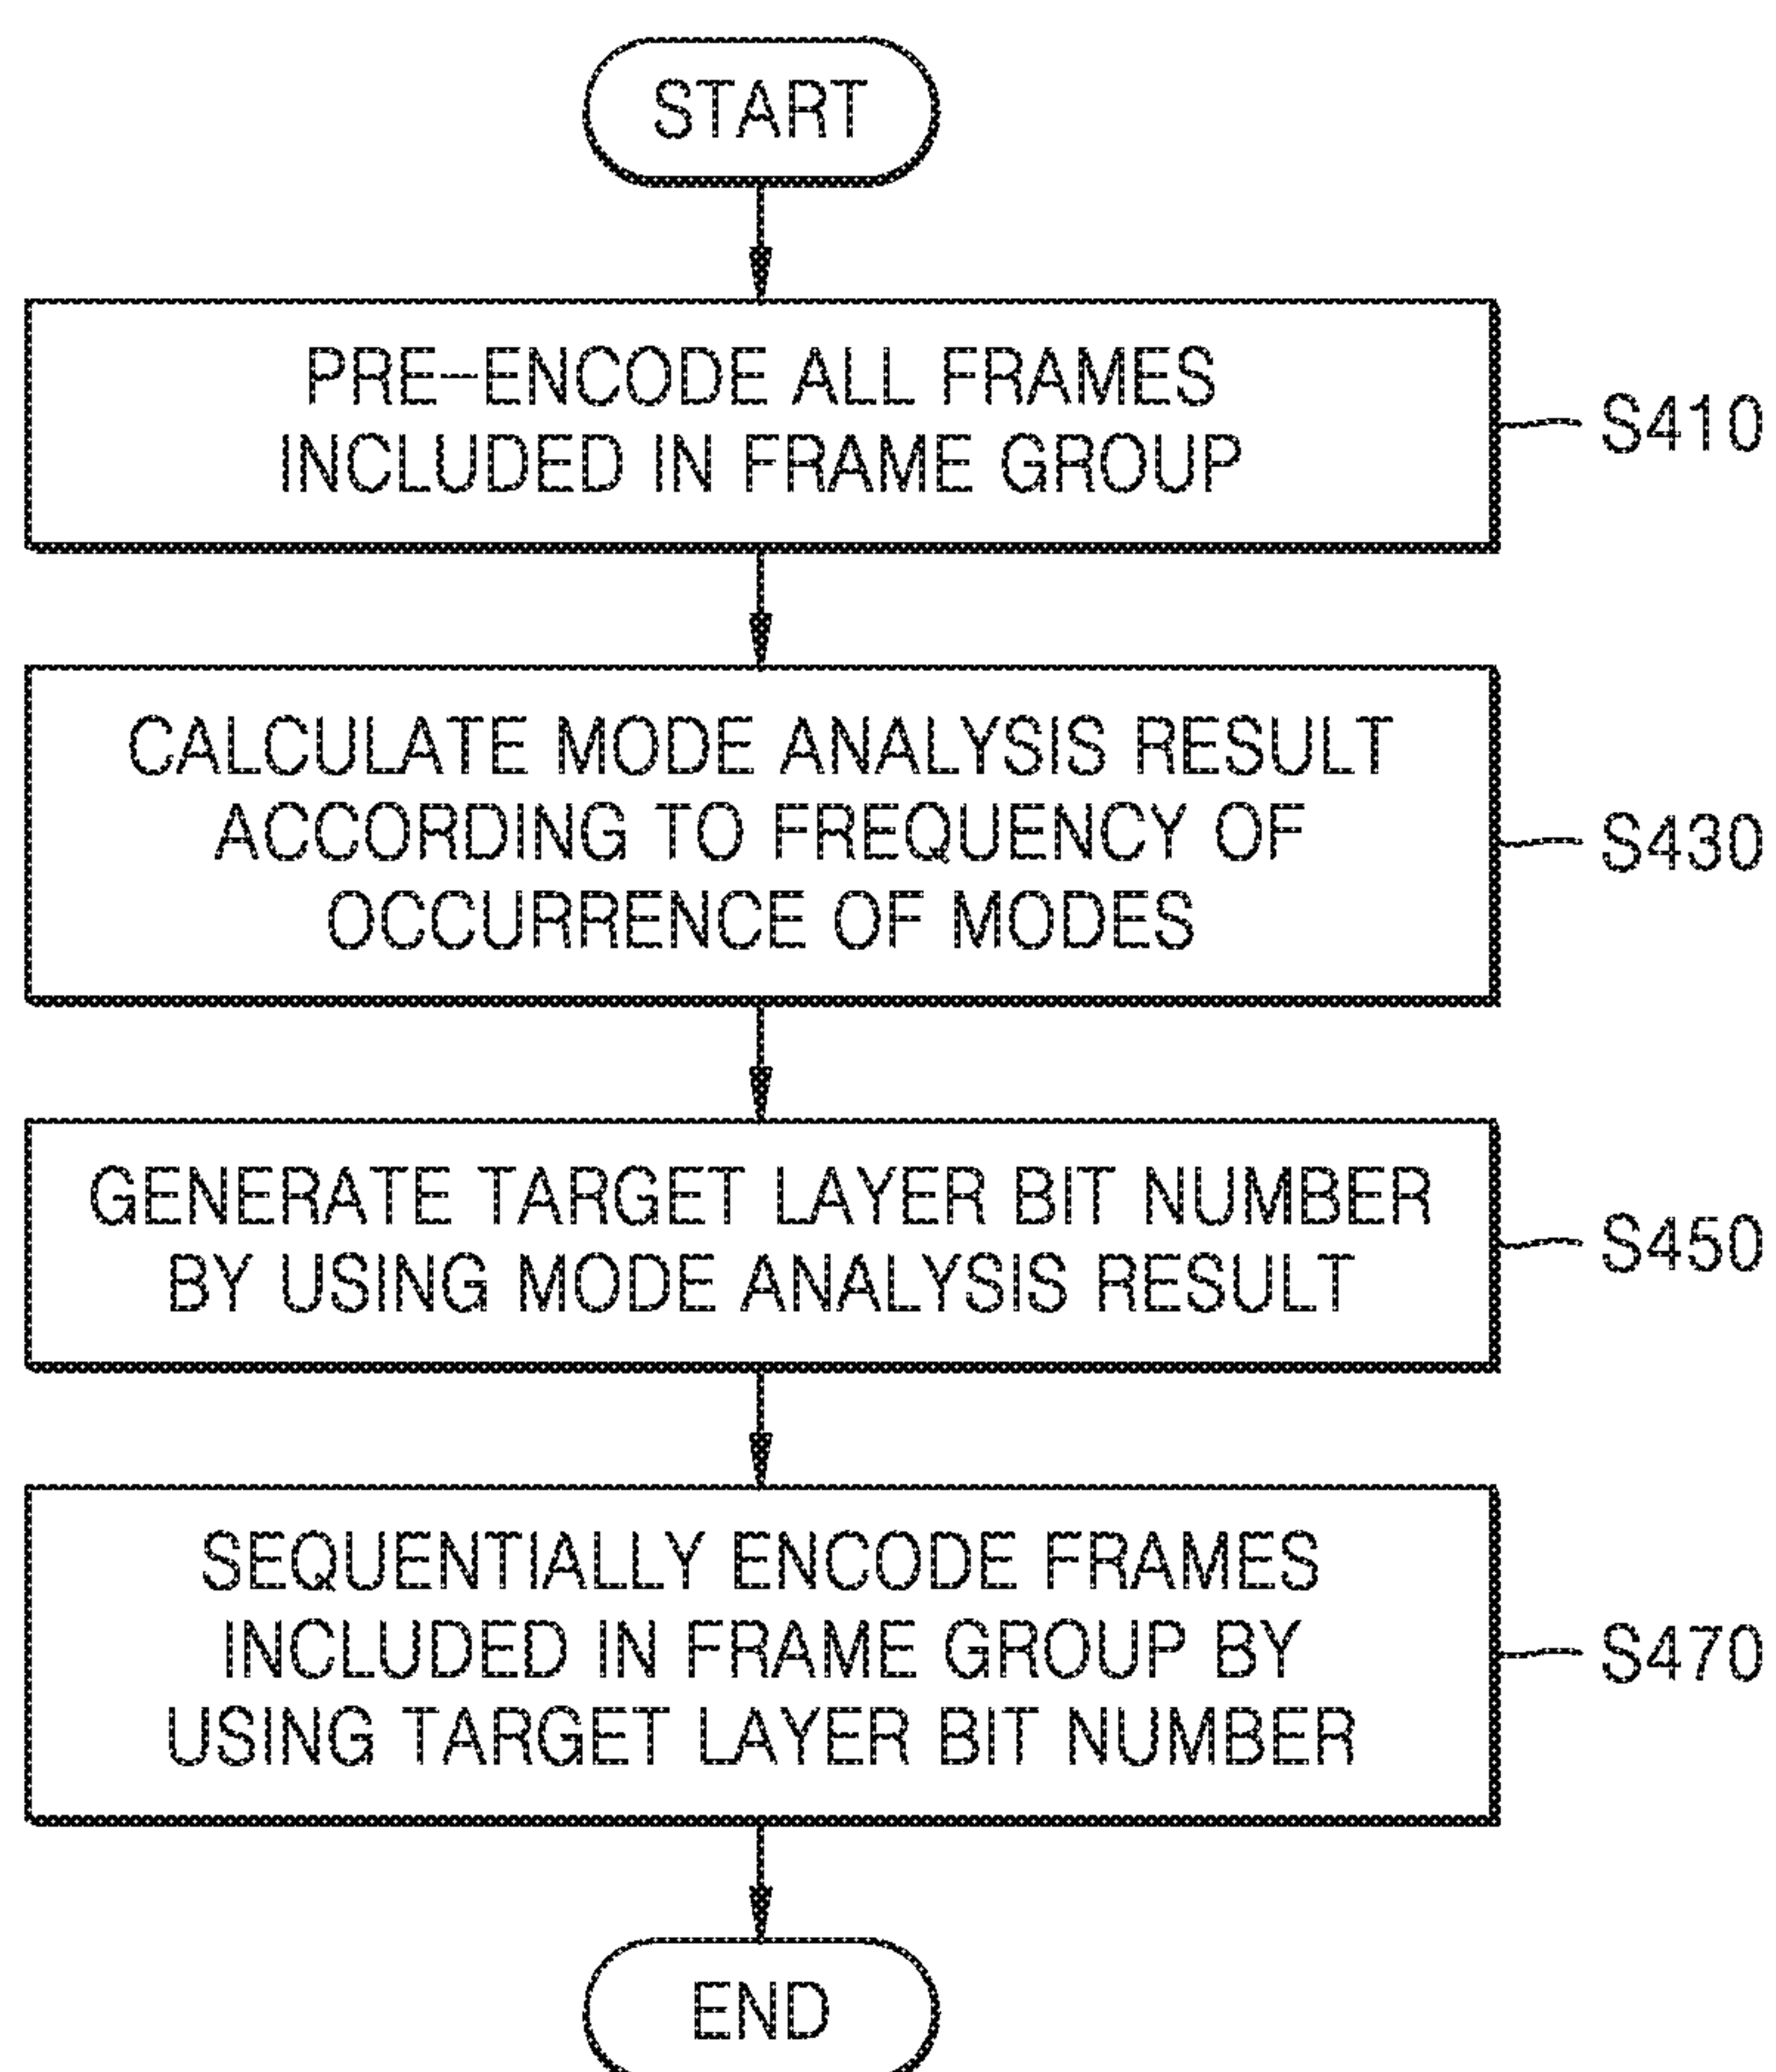 START
PRE-ENCODE ALL FRAMES
INCLUDED IN FRAME GROUP
S410
CALCULATE MODE ANALYSIS RESULT
ACCORDING TO FREQUENCY OF
OCCURRENCE OF MODES
S430
GENERATE TARGET LAYER BIT NUMBER
BY USING MODE ANALYSIS RESULT
S450
SEQUENTIALLY ENCODE FRAMES
INCLUDED IN FRAME GROUP BY
USING TARGET LAYER BIT NUMBER
S470
END